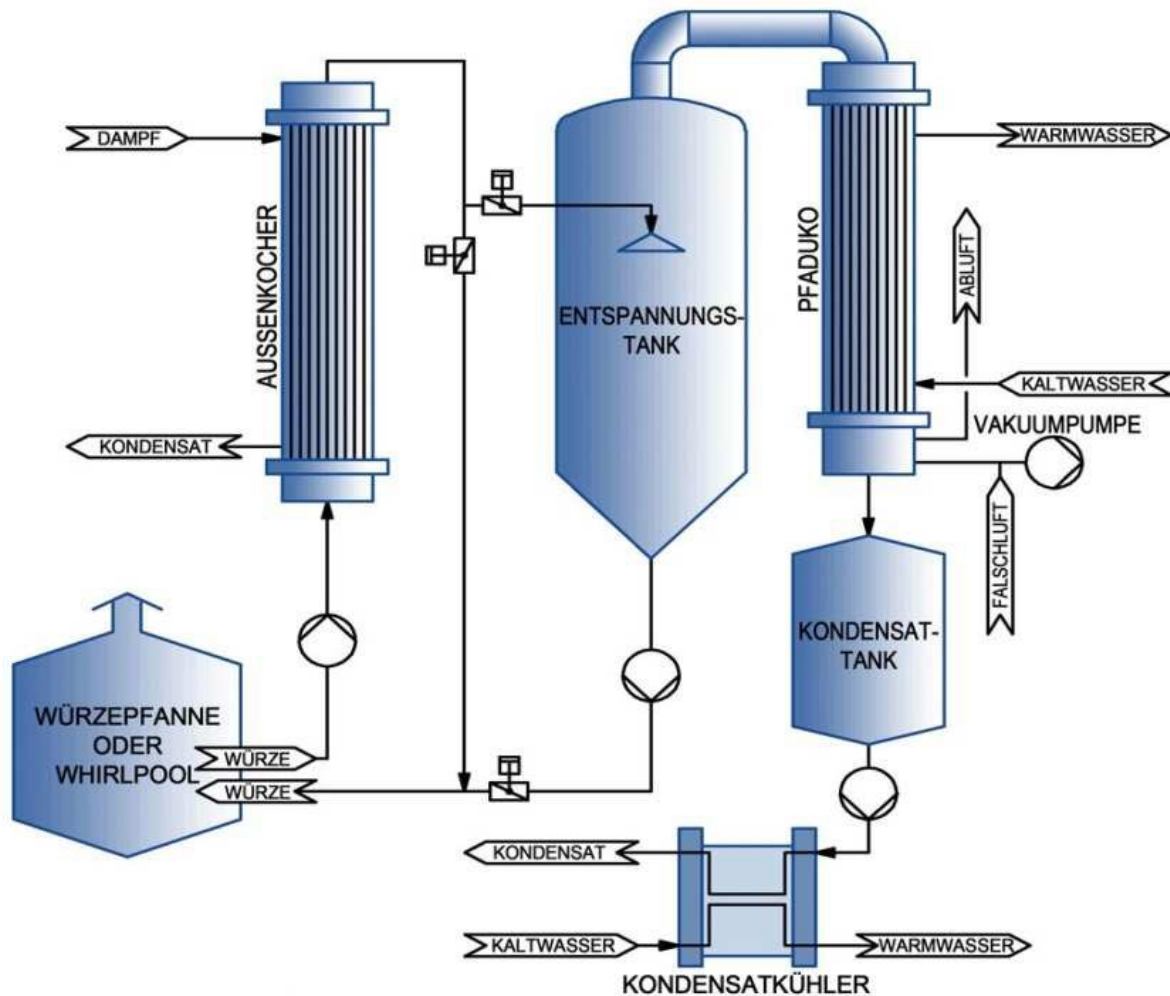 DAMPF
AUSSENKOCHER
KONDENSAT
WÜRZEPFANNE
ODER
WHIRLPOOL
WÜRZE
WÜRZE
ENTSPANNUNGS-
TANK
PFADUKO
WARMWASSER
ABLUFT
KALTWASSER
VAKUUMPUMPE
FALSCHLUFT
KONDENSAT-
TANK
KONDENSAT
KALTWASSER
WARMWASSER
KONDENSATKÜHLER